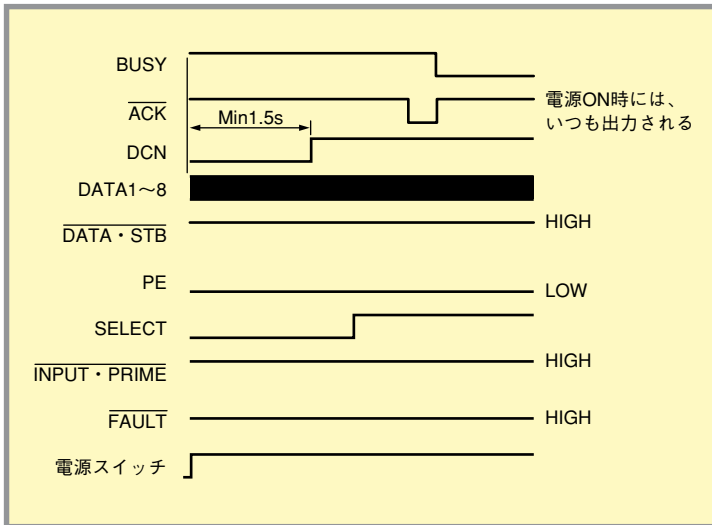 BUSY
ACK
電源ON時には、
いつも出力される
Min1.5s
DCN
DATA1〜8
DATA・STB
HIGH
PE
LOW
SELECT
INPUT・PRIME
HIGH
FAULT
HIGH
電源スイッチ